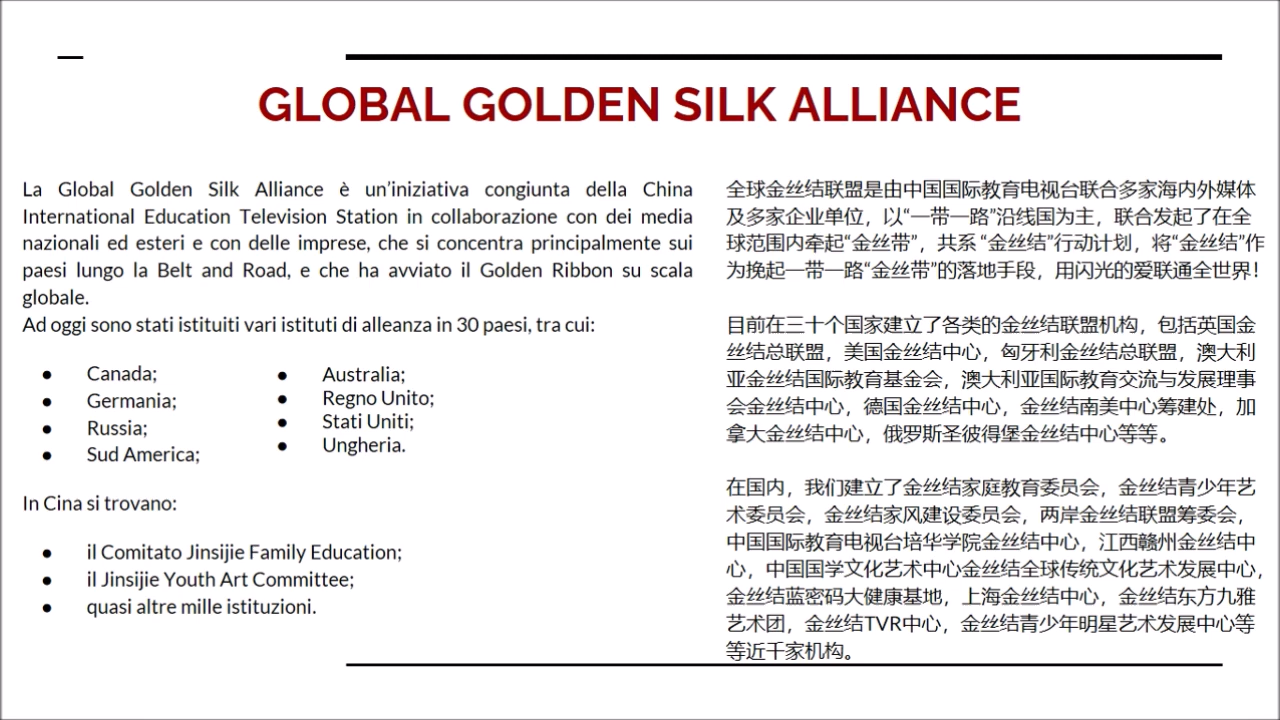 GLOBAL GOLDEN SILK ALLIANCE
La Global Golden Silk Alliance è un'iniziativa congiunta della China
International Education Television Station in collaborazione con dei media
nazionali ed esteri e con delle imprese, che si concentra principalmente sui
paesi lungo la Belt and Road, e che ha avviato il Golden Ribbon su scala
globale.
Ad oggi sono stati istituiti vari istituti di alleanza in 30 paesi, tra cui:
● Canada;
● Germania;
● Russia;
● Sud America;
● Australia;
● Regno Unito;
● Stati Uniti;
● Ungheria.
In Cina si trovano:
● il Comitato Jinsijie Family Education;
● il Jinsijie Youth Art Committee;
● quasi altre mille istituzioni.
全球金丝结联盟是由中国国际教育电视台联合多家海内外媒体
及多家企业单位，以“一带一路”沿线国为主，联合发起了在全
球范围内牵起“金丝带”，共系 “金丝结”行动计划，将“金丝结”作
为挽起一带一路“金丝带”的落地手段，用闪光的爱联通全世界！
目前在三十个国家建立了各类的金丝结联盟机构，包括英国金
丝结总联盟，美国金丝结中心，匈牙利金丝结总联盟，澳大利
亚金丝结国际教育基金会，澳大利亚国际教育交流与发展理事
会金丝结中心，德国金丝结中心，金丝结南美中心筹建处，加
拿大金丝结中心，俄罗斯圣彼得堡金丝结中心等等。
在国内，我们建立了金丝结家庭教育委员会，金丝结青少年艺
术委员会，金丝结家风建设委员会，两岸金丝结联盟筹委会，
中国国际教育电视台培华学院金丝结中心，江西赣州金丝结中
心，中国国学文化艺术中心金丝结全球传统文化艺术发展中心，
金丝结蓝密码大健康基地，上海金丝结中心，金丝结东方九雅
艺术团，金丝结TVR中心，金丝结青少年明星艺术发展中心等
等近千家机构。